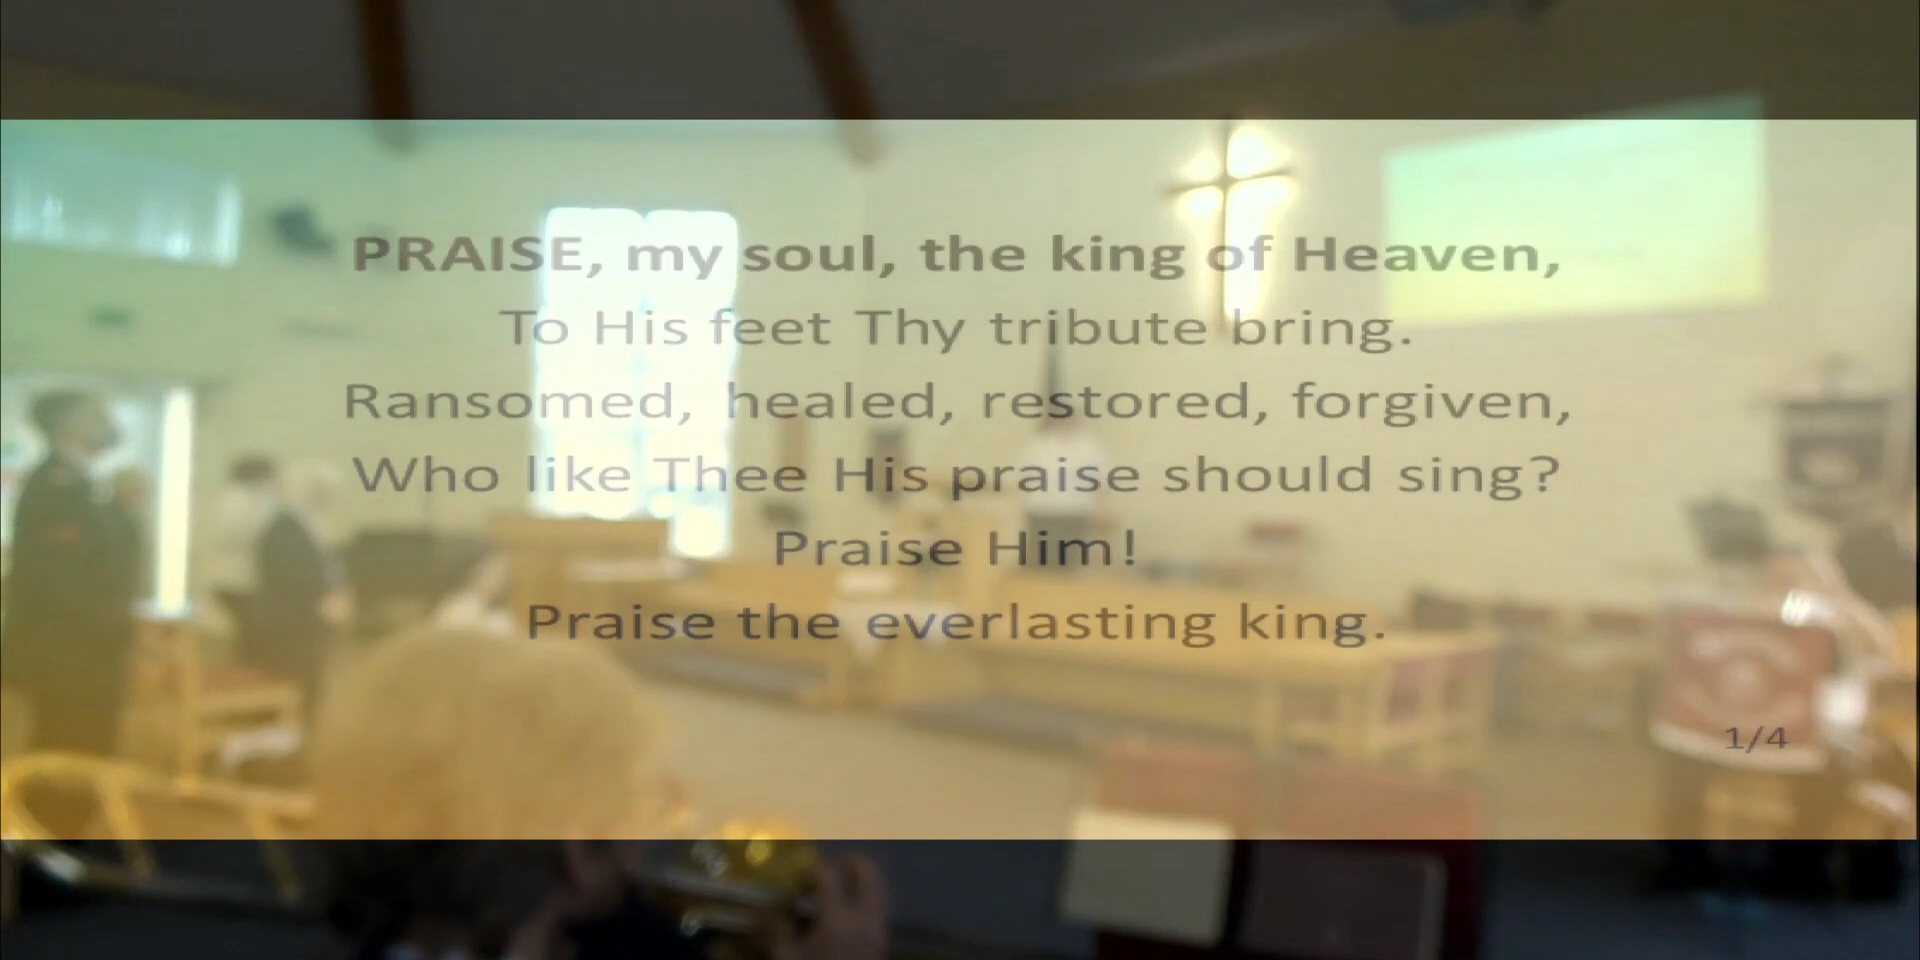 PRAISE, my soul, the king of Heaven,
To His feet Thy tribute bring.
Ransomed, healed, restored, forgiven,
Who like Thee His praise should sing?
Praise Him!
Praise the everlasting king.
1/4